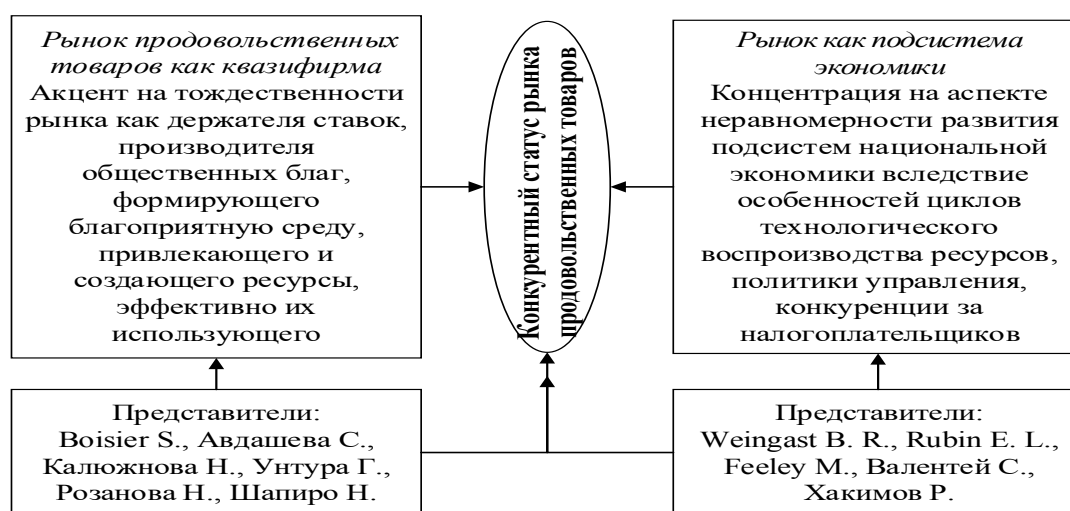 Рынок продовольственных
товаров как квазифирма
Акцент на тождественности
рынка как держателя ставок,
производителя
общественных благ,
формирующего
благоприятную среду,
привлекающего и
создающего ресурсы,
эффективно их
использующего
Конкурентный статус рынка
продовольственных товаров
Рынок как подсистема
экономики
Концентрация на аспекте
неравномерности развития
подсистем национальной
экономики вследствие
особенностей циклов
технологического
воспроизводства ресурсов,
политики управления,
конкуренции за
налогоплательщиков
Представители:
Boisier S., Авдашева С.,
Калюжнова Н., Унтура Г.,
Розанова Н., Шапиро Н.
Представители:
Weingast B. R., Rubin E. L.,
Feeley M., Валентей С.,
Хакимов Р.